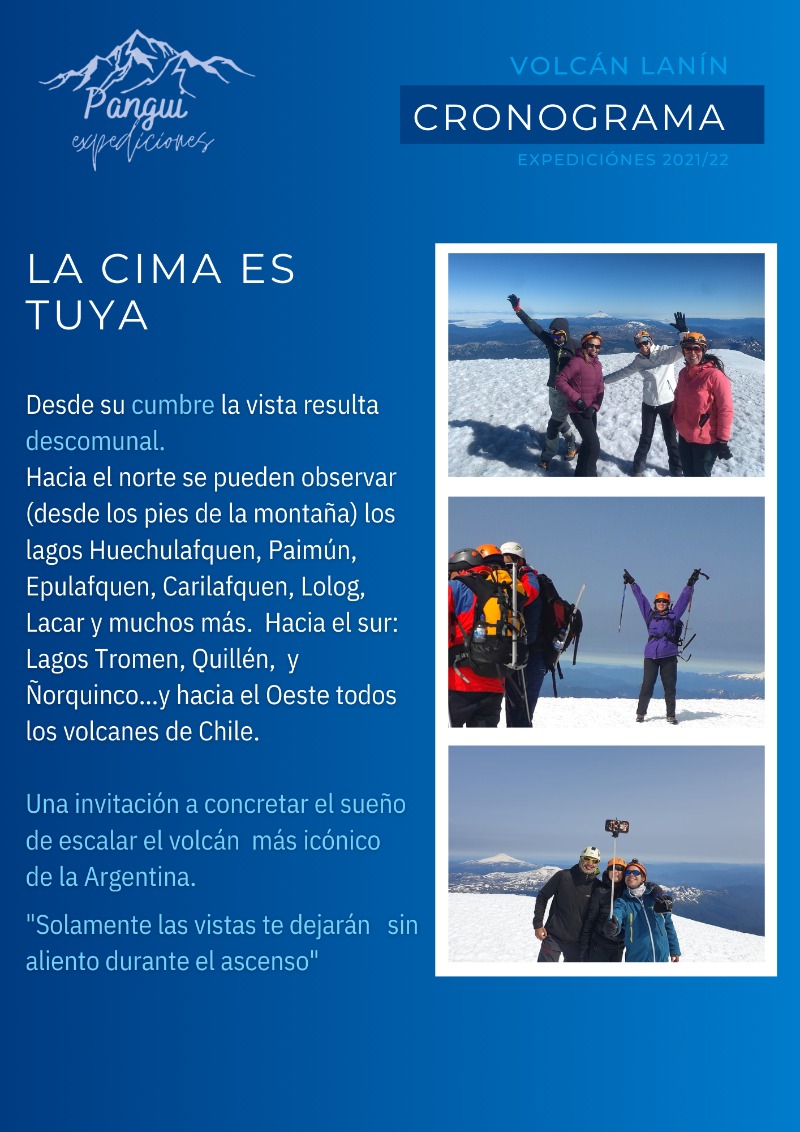 Pangui
expediciones
VOLCÁN LANÍN
CRONOGRAMA
EXPEDICIÓNES 2021/22
LA CIMA ES
TUYA
Desde su cumbre la vista resulta
descomunal.
Hacia el norte se pueden observar
(desde los pies de la montaña) los
lagos Huechulafquen, Paimún,
Epulafquen, Carilafquen, Lolog,
Lacar y muchos más.  Hacia el sur:
Lagos Tromen, Quillén,  y
Ñorquinco...y hacia el Oeste todos
los volcanes de Chile.
Una invitación a concretar el sueño
de escalar el volcán  más icónico
de la Argentina.
"Solamente las vistas te dejarán  sin
aliento durante el ascenso"